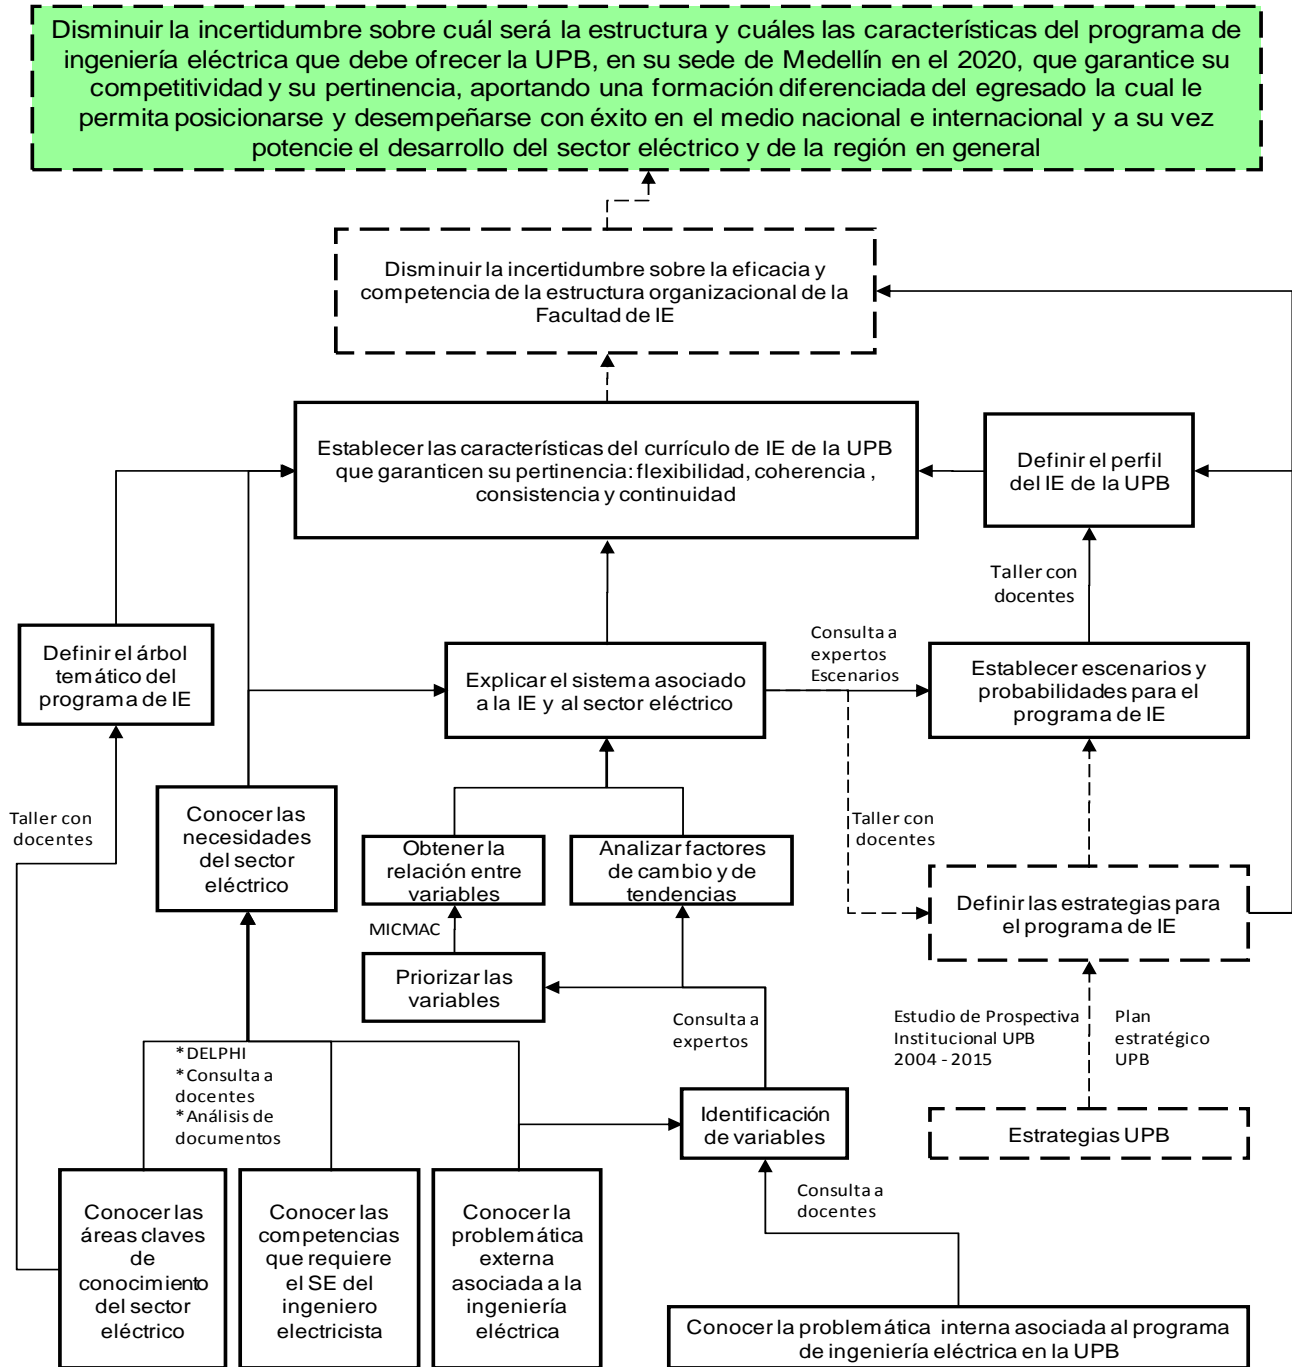 Disminuir la incertidumbre sobre cuál será la estructura y cuáles las características del programa de
ingeniería eléctrica que debe ofrecer la UPB, en su sede de Medellín en el 2020, que garantice su
competitividad y su pertinencia, aportando una formación diferenciada del egresado la cual le
permita posicionarse y desempeñarse con éxito en el medio nacional e internacional y a su vez
potencie el desarrollo del sector eléctrico y de la región en general
Disminuir la incertidumbre sobre la eficacia y
competencia de la estructura organizacional de la
Facultad de IE
Establecer las características del currículo de IE de la UPB
que garanticen su pertinencia: flexibilidad, coherencia ,
consistencia y continuidad
Definir el perfil
del IE de la UPB
Taller con
docentes
Definir el árbol
temático del
programa de IE
Explicar el sistema asociado
a la IE y al sector eléctrico
Consulta a
expertos
Escenarios
Establecer escenarios y
probabilidades para el
programa de IE
Taller con
docentes
Conocer las
necesidades
del sector
eléctrico
Obtener la
relación entre
variables
Analizar factores
de cambio y de
tendencias
Taller con
docentes
Definir las estrategias para
el programa de IE
MICMAC
Priorizar las
variables
Consulta a
expertos
Estudio de Prospectiva
Institucional UPB
2004 - 2015
Plan
estratégico
UPB
*DELPHI
*Consulta a
docentes
*Análisis de
documentos
Identificación
de variables
Estrategias UPB
Consulta a
docentes
Conocer las
áreas claves
de
conocimiento
del sector
eléctrico
Conocer las
competencias
que requiere
el SE del
ingeniero
electricista
Conocer la
problemática
externa
asociada a la
ingeniería
eléctrica
Conocer la problemática interna asociada al programa
de ingeniería eléctrica en la UPB